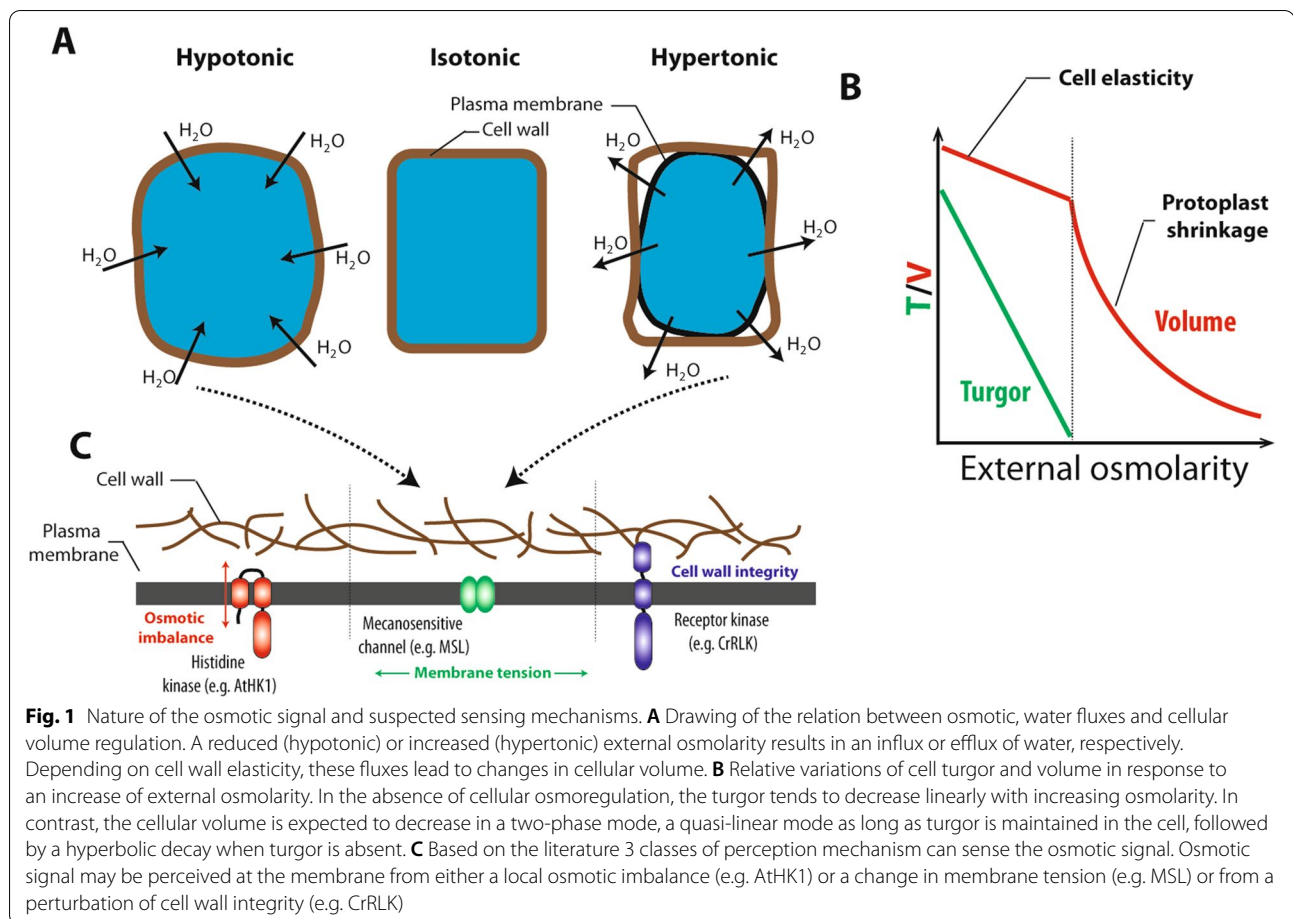 A
Hypotonic
Isotonic
Hypertonic
Plasma membrane
Cell wall
H₂O
H₂O
H₂O
H₂O
H₂O
H₂O
H₂O
H₂O
H₂O
H₂O
H₂O
H₂O
B
Cell elasticity
Protoplast
shrinkage
T/V
Volume
Turgor
External osmolarity
C
Cell wall
Plasma
membrane
Osmotic
imbalance
Histidine
kinase (e.g. AtHK1)
Mecanosensitive
channel (e.g. MSL)
Membrane tension
Cell wall integrity
Receptor kinase
(e.g. CrRLK)
Fig. 1 Nature of the osmotic signal and suspected sensing mechanisms. A Drawing of the relation between osmotic, water fluxes and cellular
volume regulation. A reduced (hypotonic) or increased (hypertonic) external osmolarity results in an influx or efflux of water, respectively.
Depending on cell wall elasticity, these fluxes lead to changes in cellular volume. B Relative variations of cell turgor and volume in response to
an increase of external osmolarity. In the absence of cellular osmoregulation, the turgor tends to decrease linearly with increasing osmolarity. In
contrast, the cellular volume is expected to decrease in a two-phase mode, a quasi-linear mode as long as turgor is maintained in the cell, followed
by a hyperbolic decay when turgor is absent. C Based on the literature 3 classes of perception mechanism can sense the osmotic signal. Osmotic
signal may be perceived at the membrane from either a local osmotic imbalance (e.g. AtHK1) or a change in membrane tension (e.g. MSL) or from a
perturbation of cell wall integrity (e.g. CrRLK)